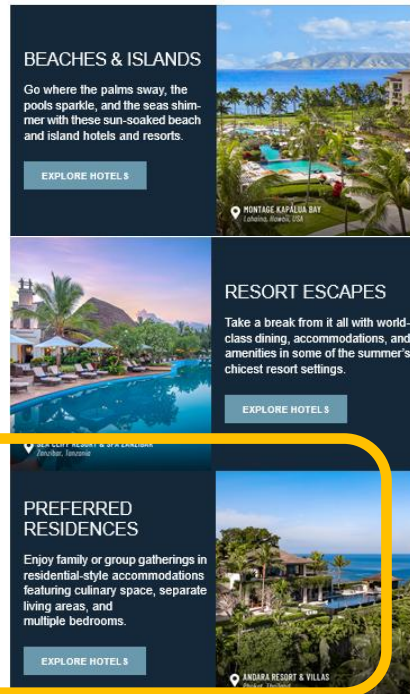 BEACHES & ISLANDS
Go where the palms sway, the
pools sparkle, and the seas shim-
mer with these sun-soaked beach
and island hotels and resorts.
EXPLORE HOTELS
MONTAGE KAPALUA BAY
Lahaina, Hawaii, USA
RESORT ESCAPES
Take a break from it all with world-
class dining, accommodations, and
amenities in some of the summer's
chicest resort settings.
EXPLORE HOTELS
SEA CLIFF RESORT & SPA ZANZIBAR
Zanzibar, Tanzania
PREFERRED
RESIDENCES
Enjoy family or group gatherings in
residential-style accommodations
featuring culinary space, separate
living areas, and
multiple bedrooms.
EXPLORE HOTELS
ANDARA RESORT & VILLAS
Phuket, Thailand